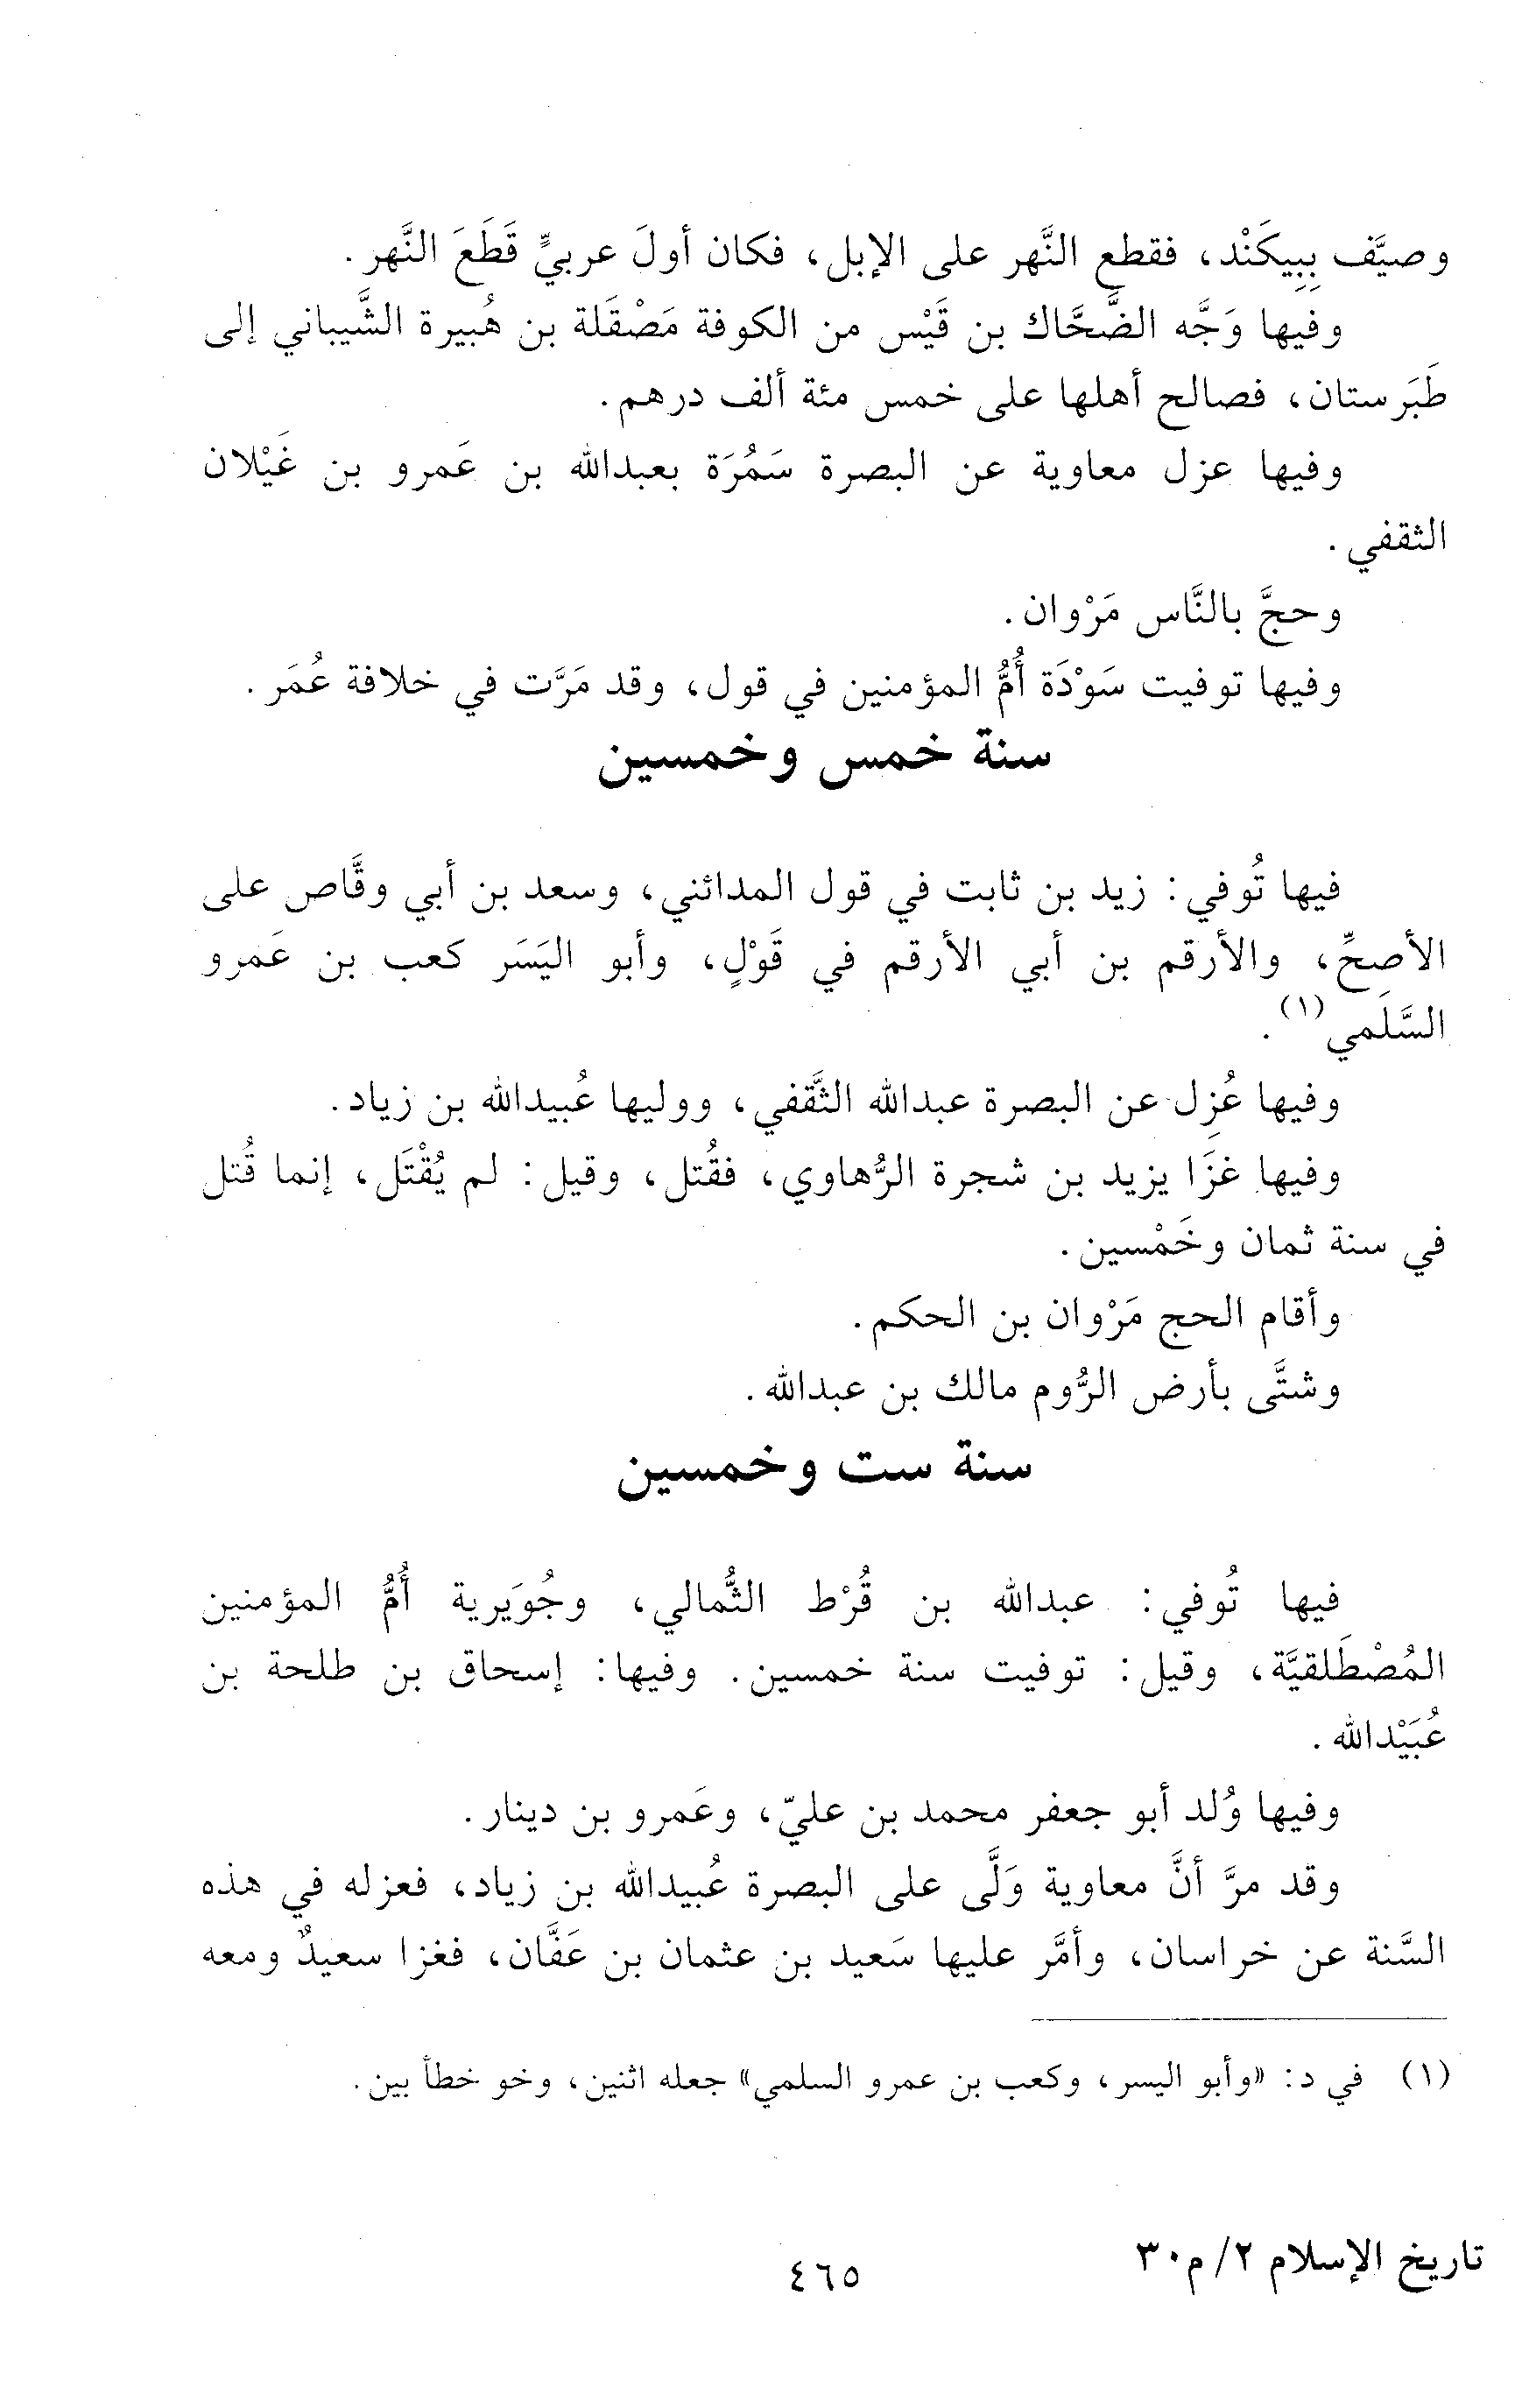 وصيَّف بِبِيكَنْد، فقطع النَّهر على الإبل، فكان أولَ عربيٍّ قَطَعَ النَّهر.
وفيها وَجَّه الضَّحَّاك بن قَيْس من الكوفة مَصْقَلة بن هُبيرة الشَّيباني إلى
طَبَرستان، فصالح أهلها على خمس مئة ألف درهم.
وفيها عزل معاوية عن البصرة سَمُرَة بعبدالله بن عَمرو بن غَيْلان
الثقفي.
وحجَّ بالنَّاس مَرْوان.
وفيها توفيت سَوْدَة أُمُّ المؤمنين في قول، وقد مَرَّت في خلافة عُمَر.
سنة خمس وخمسين
فيها تُوفي: زيد بن ثابت في قول المدائني، وسعد بن أبي وقَّاص على
الأصحِّ، والأرقم بن أبي الأرقم في قَوْلٍ، وأبو اليَسَر كعب بن عَمرو
السَّلَمي(١).
وفيها عُزِل عن البصرة عبدالله الثَّقفي، ووليها عُبيدالله بن زياد.
وفيها غزَا يزيد بن شجرة الرُّهاوي، فقُتل، وقيل: لم يُقْتَل، إنما قُتل
في سنة ثمان وخَمْسين.
وأقام الحج مَرْوان بن الحكم.
وشتَّى بأرض الرُّوم مالك بن عبدالله.
سنة ست وخمسين
فيها تُوفي: عبدالله بن قُرْط الثُّمالي، وجُوَيرية أُمُّ المؤمنين
المُصْطَلقيَّة، وقيل: توفيت سنة خمسين. وفيها: إسحاق بن طلحة بن
عُبَيْدالله.
وفيها وُلد أبو جعفر محمد بن عليّ، وعَمرو بن دينار.
وقد مرَّ أنَّ معاوية وَلَّى على البصرة عُبيدالله بن زياد، فعزله في هذه
السَّنة عن خراسان، وأمَّر عليها سَعيد بن عثمان بن عَفَّان، فغزا سعيدٌ ومعه
(١) في د: «وأبو اليسر، وكعب بن عمرو السلمي» جعله اثنين، وخو خطأ بين.
تاريخ الإسلام ٢/ م٣٠
٤٦٥